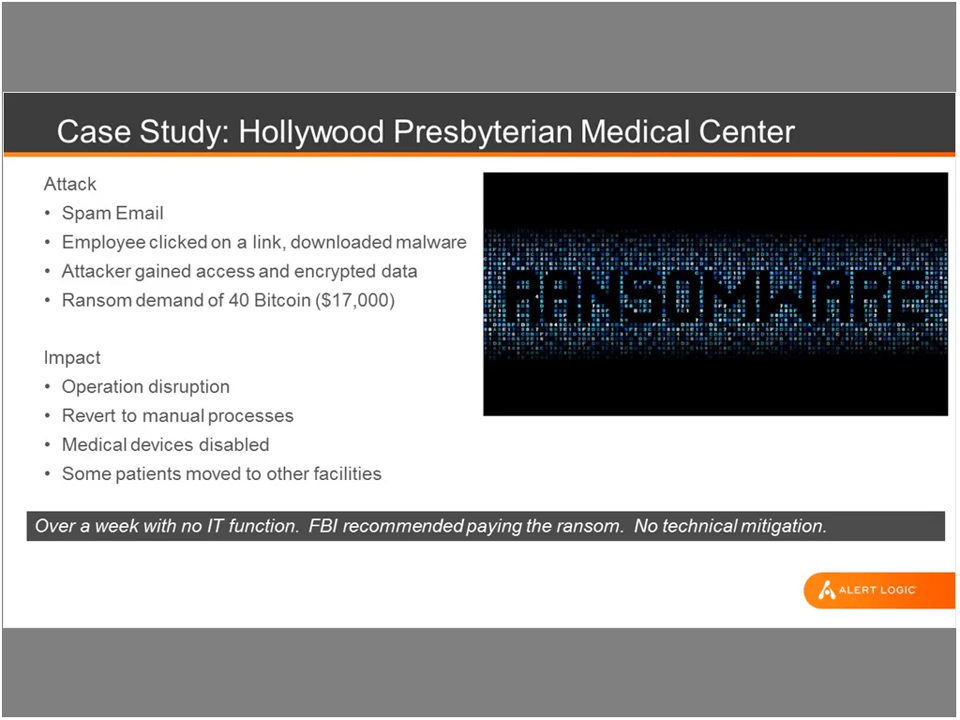 Case Study: Hollywood Presbyterian Medical Center
Attack
• Spam Email
• Employee clicked on a link, downloaded malware
• Attacker gained access and encrypted data
• Ransom demand of 40 Bitcoin ($17,000)
RANSOMWARE
Impact
• Operation disruption
• Revert to manual processes
• Medical devices disabled
• Some patients moved to other facilities
Over a week with no IT function. FBI recommended paying the ransom. No technical mitigation.
ALERT LOGIC